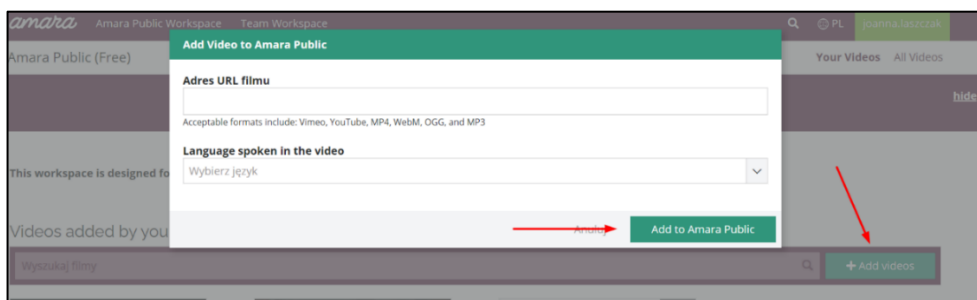 amara Amara Public Workspace Team Workspace PL joanna.laszczak
Amara Public (Free) Your Videos All Videos
Add Video to Amara Public
Adres URL filmu
hide
Acceptable formats include: Vimeo, YouTube, MP4, WebM, OGG, and MP3
Language spoken in the video
Wybierz język
This workspace is designed fo
Anuluj Add to Amara Public
Videos added by you
Wyszukaj filmy + Add videos